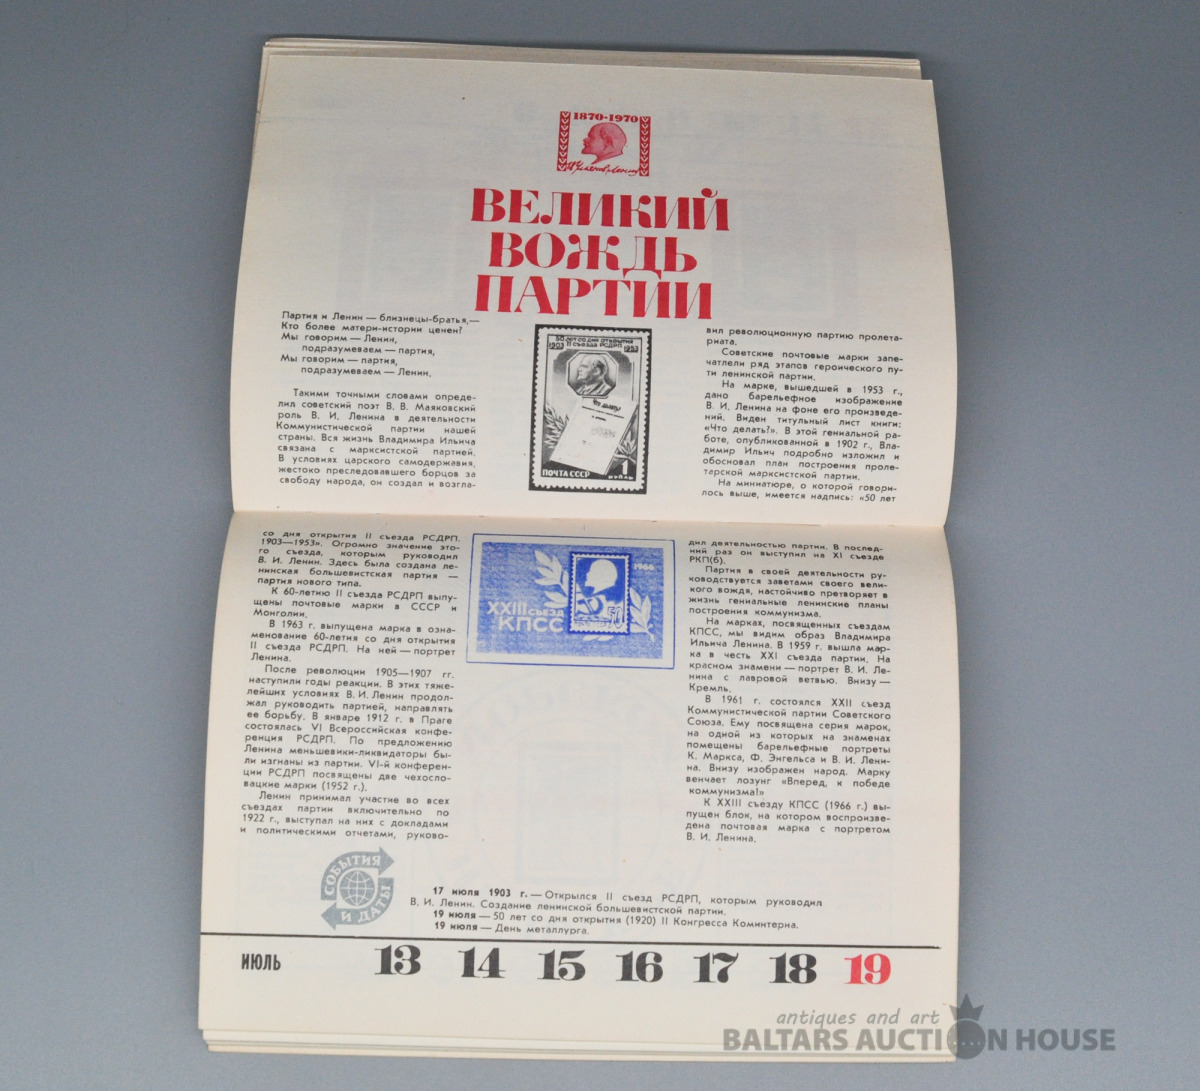 1870-1970
ВЕЛИКИЙ
ВОЖДЬ
ПАРТИИ
Партия и Ленин — близнецы-братья,—
Кто более матери-истории ценен?
Мы говорим — Ленин,
подразумеваем — партия,
Мы говорим — партия,
подразумеваем — Ленин.
Такими точными словами опреде-
лил советский поэт В. В. Маяковский
роль В. И. Ленина в деятельности
Коммунистической партии нашей
страны. Вся жизнь Владимира Ильича
связана с марксистской партией.
В условиях царского самодержавия,
жестоко преследовавшего борцов за
свободу народа, он создал и возгла-
50 лет со дня открытия
1903 II съезда РСДРП 1953
Что делать?
ПОЧТА СССР
1
РУБЛЬ
вил революционную партию пролета-
риата.
Советские почтовые марки запе-
чатлели ряд этапов героического пу-
ти ленинской партии.
На марке, вышедшей в 1953 г.,
дано барельефное изображение
В. И. Ленина на фоне его произведе-
ний. Виден титульный лист книги:
«Что делать?». В этой гениальной ра-
боте, опубликованной в 1902 г., Вла-
димир Ильич подробно изложил и
обосновал план построения проле-
тарской марксистской партии.
На миниатюре, о которой говори-
лось выше, имеется надпись: «50 лет
со дня открытия II съезда РСДРП.
1903—1953». Огромно значение это-
го съезда, которым руководил
В. И. Ленин. Здесь была создана ле-
нинская большевистская партия —
партия нового типа.
К 60-летию II съезда РСДРП выпу-
щены почтовые марки в СССР и
Монголии.
В 1963 г. выпущена марка в озна-
менование 60-летия со дня открытия
II съезда РСДРП. На ней — портрет
Ленина.
После революции 1905—1907 гг.
наступили годы реакции. В этих тяже-
лейших условиях В. И. Ленин продол-
жал руководить партией, направлять
ее борьбу. В январе 1912 г. в Праге
состоялась VI Всероссийская конфе-
ренция РСДРП. По предложению
Ленина меньшевики-ликвидаторы бы-
ли изгнаны из партии. VI-й конферен-
ции РСДРП посвящены две чехосло-
вацкие марки (1952 г.).
Ленин принимал участие во всех
съездах партии включительно по
1922 г., выступал на них с докладами
и политическими отчетами, руково-
1966
XXIII съезд
КПСС
50
дил деятельностью партии. В послед-
ний раз он выступил на XI съезде
РКП(б).
Партия в своей деятельности ру-
ководствуется заветами своего вели-
кого вождя, настойчиво претворяет в
жизнь гениальные ленинские планы
построения коммунизма.
На марках, посвященных съездам
КПСС, мы видим образ Владимира
Ильича Ленина. В 1959 г. вышла мар-
ка в честь XXI съезда партии. На
красном знамени — портрет В. И. Ле-
нина с лавровой ветвью. Внизу —
Кремль.
В 1961 г. состоялся XXII съезд
Коммунистической партии Советского
Союза. Ему посвящена серия марок,
на одной из которых на знаменах
помещены барельефные портреты
К. Маркса, Ф. Энгельса и В. И. Лени-
на. Внизу изображен народ. Марку
венчает лозунг «Вперед, к победе
коммунизма!»
К XXIII съезду КПСС (1966 г.) вы-
пущен блок, на котором воспроизве-
дена почтовая марка с портретом
В. И. Ленина.
СОБЫТИЯ
И ДАТЫ
17 июля 1903 г. — Открылся II съезд РСДРП, которым руководил
В. И. Ленин. Создание ленинской большевистской партии.
19 июля — 50 лет со дня открытия (1920) II Конгресса Коминтерна.
19 июля — День металлурга.
ИЮЛЬ 13 14 15 16 17 18 19
antiques and art
BALTARS AUCTION HOUSE